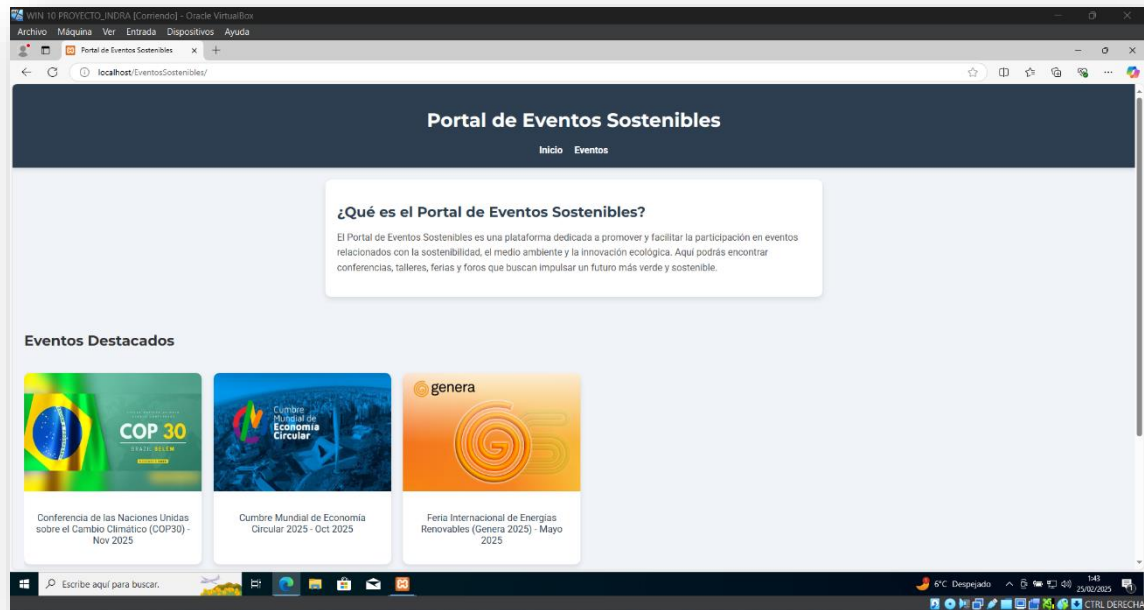 WIN 10 PROYECTO_INDRA [Corriendo] - Oracle VirtualBox
Archivo Máquina Ver Entrada Dispositivos Ayuda
Portal de Eventos Sostenibles
localhost/EventosSostenibles/
Portal de Eventos Sostenibles
Inicio Eventos
¿Qué es el Portal de Eventos Sostenibles?
El Portal de Eventos Sostenibles es una plataforma dedicada a promover y facilitar la participación en eventos
relacionados con la sostenibilidad, el medio ambiente y la innovación ecológica. Aquí podrás encontrar
conferencias, talleres, ferias y foros que buscan impulsar un futuro más verde y sostenible.
Eventos Destacados
COP 30
BRAZIL BELÉM
Cumbre
Mundial de
Economía
Circular
genera
Conferencia de las Naciones Unidas
sobre el Cambio Climático (COP30) -
Nov 2025
Cumbre Mundial de Economía
Circular 2025 - Oct 2025
Feria Internacional de Energías
Renovables (Genera 2025) - Mayo
2025
Escribe aquí para buscar.
6°C Despejado
1:43
25/02/2025
CTRL DERECHA